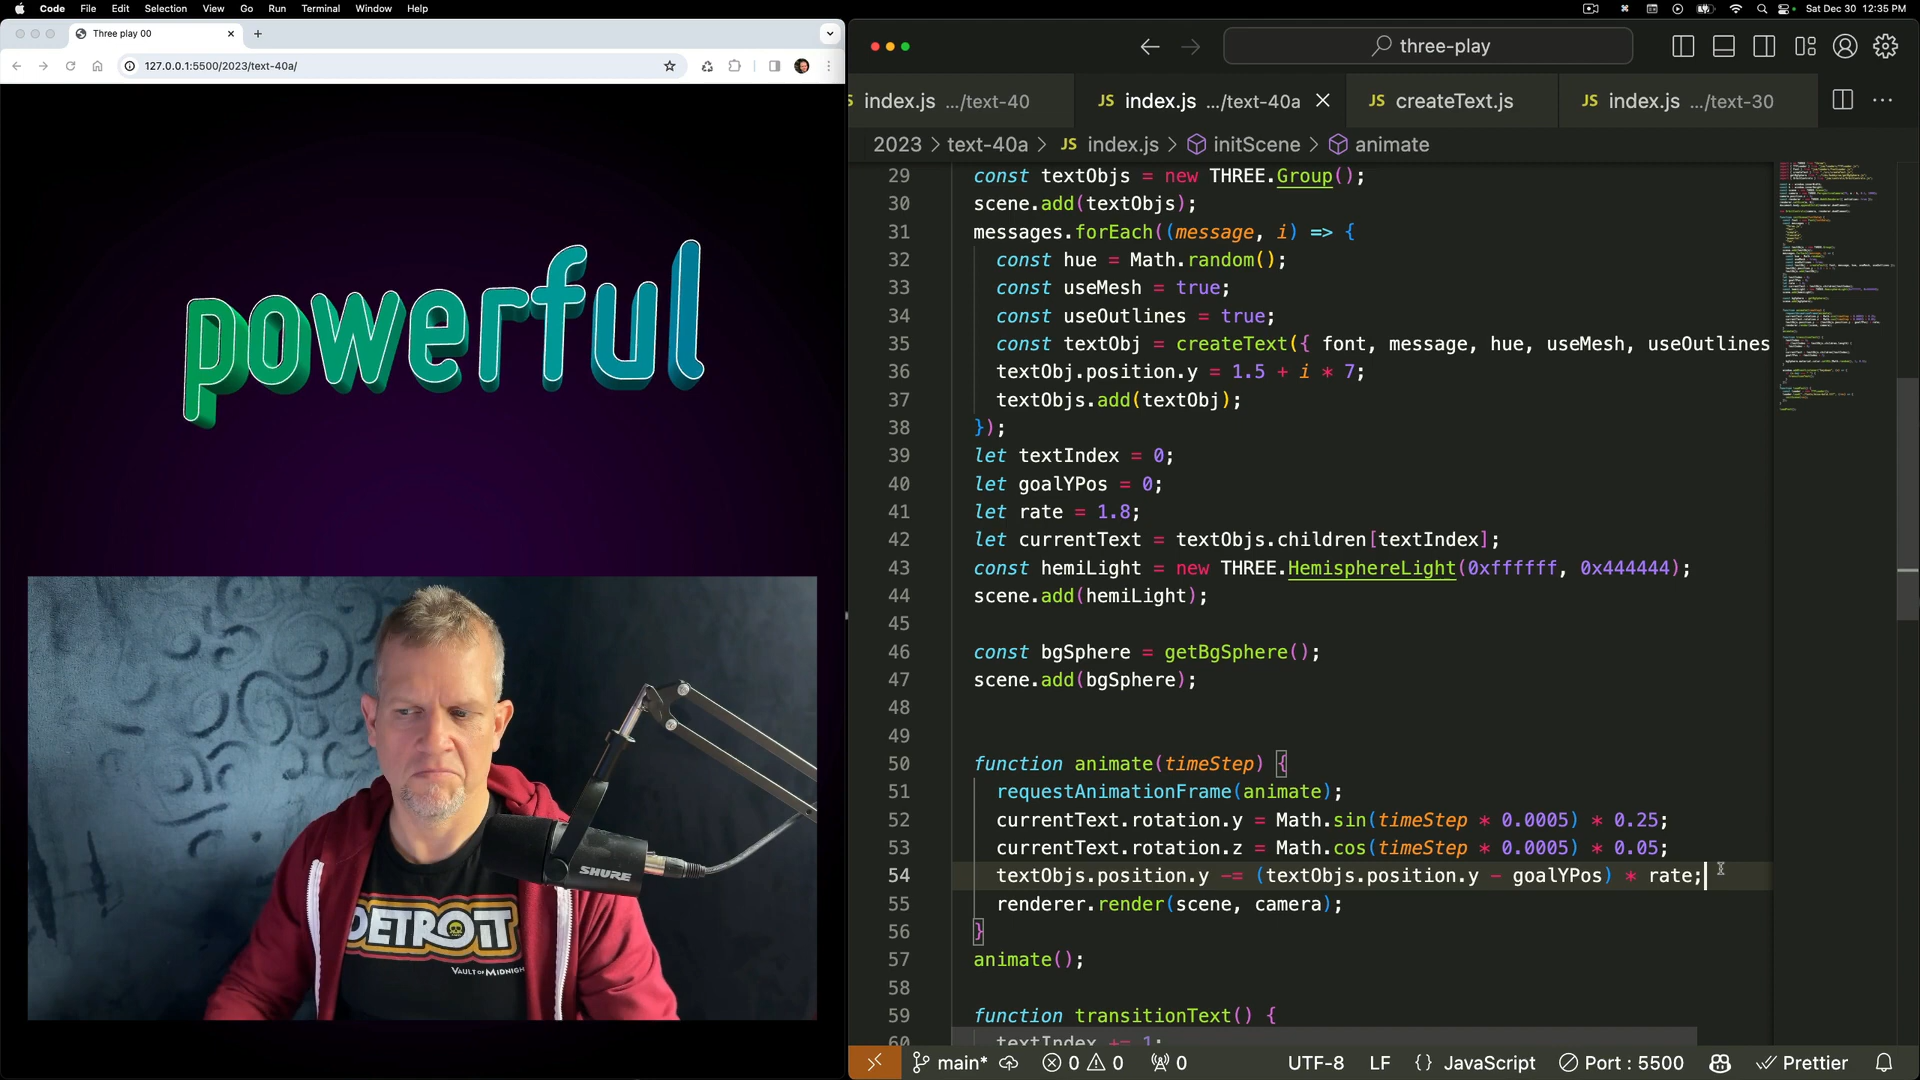 Code File Edit Selection View Go Run Terminal Window Help
Sat Dec 30 12:35 PM
Three play 00
127.0.0.1:5500/2023/text-40a/
three-play
index.js .../text-40
JS index.js .../text-40a
JS createText.js
JS index.js .../text-30
2023 > text-40a > JS index.js > initScene > animate
powerful
SHURE
DETROIT
VAULT OF MIDNIGH
29 const textObjs = new THREE.Group();
30 scene.add(textObjs);
31 messages.forEach((message, i) => {
32 const hue = Math.random();
33 const useMesh = true;
34 const useOutlines = true;
35 const textObj = createText({ font, message, hue, useMesh, useOutlines
36 textObj.position.y = 1.5 + i * 7;
37 textObjs.add(textObj);
38 });
39 let textIndex = 0;
40 let goalYPos = 0;
41 let rate = 1.8;
42 let currentText = textObjs.children[textIndex];
43 const hemiLight = new THREE.HemisphereLight(0xffffff, 0x444444);
44 scene.add(hemiLight);
45
46 const bgSphere = getBgSphere();
47 scene.add(bgSphere);
48
49
50 function animate(timeStep) {
51 requestAnimationFrame(animate);
52 currentText.rotation.y = Math.sin(timeStep * 0.0005) * 0.25;
53 currentText.rotation.z = Math.cos(timeStep * 0.0005) * 0.05;
54 textObjs.position.y -= (textObjs.position.y - goalYPos) * rate;
55 renderer.render(scene, camera);
56 }
57 animate();
58
59 function transitionText() {
60 textIndex += 1;
main* 0 0 0
UTF-8 LF {} JavaScript Port : 5500 Prettier